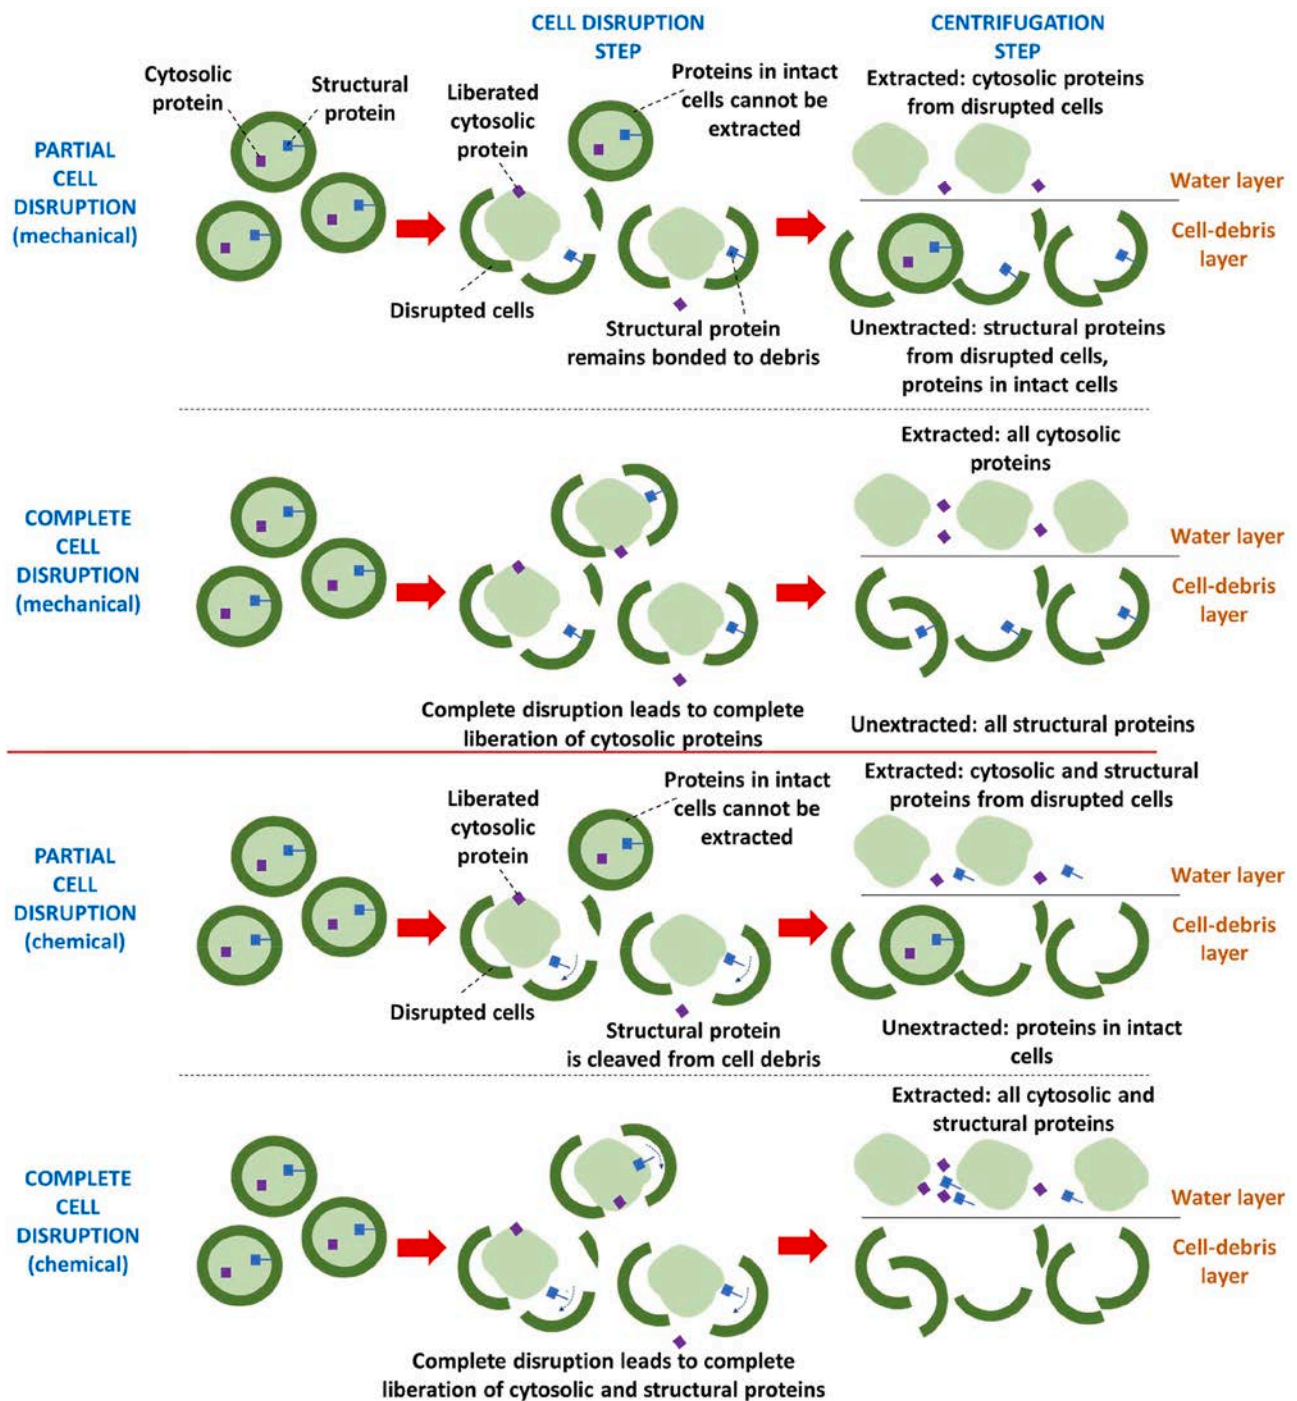 CELL DISRUPTION
STEP
CENTRIFUGATION
STEP
PARTIAL
CELL
DISRUPTION
(mechanical)
Cytosolic
protein
Structural
protein
Liberated
cytosolic
protein
Proteins in intact
cells cannot be
extracted
Disrupted cells
Structural protein
remains bonded to debris
Extracted: cytosolic proteins
from disrupted cells
Water layer
Cell-debris
layer
Unextracted: structural proteins
from disrupted cells,
proteins in intact cells
COMPLETE
CELL
DISRUPTION
(mechanical)
Complete disruption leads to complete
liberation of cytosolic proteins
Extracted: all cytosolic
proteins
Water layer
Cell-debris
layer
Unextracted: all structural proteins
PARTIAL
CELL
DISRUPTION
(chemical)
Liberated
cytosolic
protein
Proteins in intact
cells cannot be
extracted
Disrupted cells
Structural protein
is cleaved from cell debris
Extracted: cytosolic and structural
proteins from disrupted cells
Water layer
Cell-debris
layer
Unextracted: proteins in intact
cells
COMPLETE
CELL
DISRUPTION
(chemical)
Complete disruption leads to complete
liberation of cytosolic and structural proteins
Extracted: all cytosolic and
structural proteins
Water layer
Cell-debris
layer